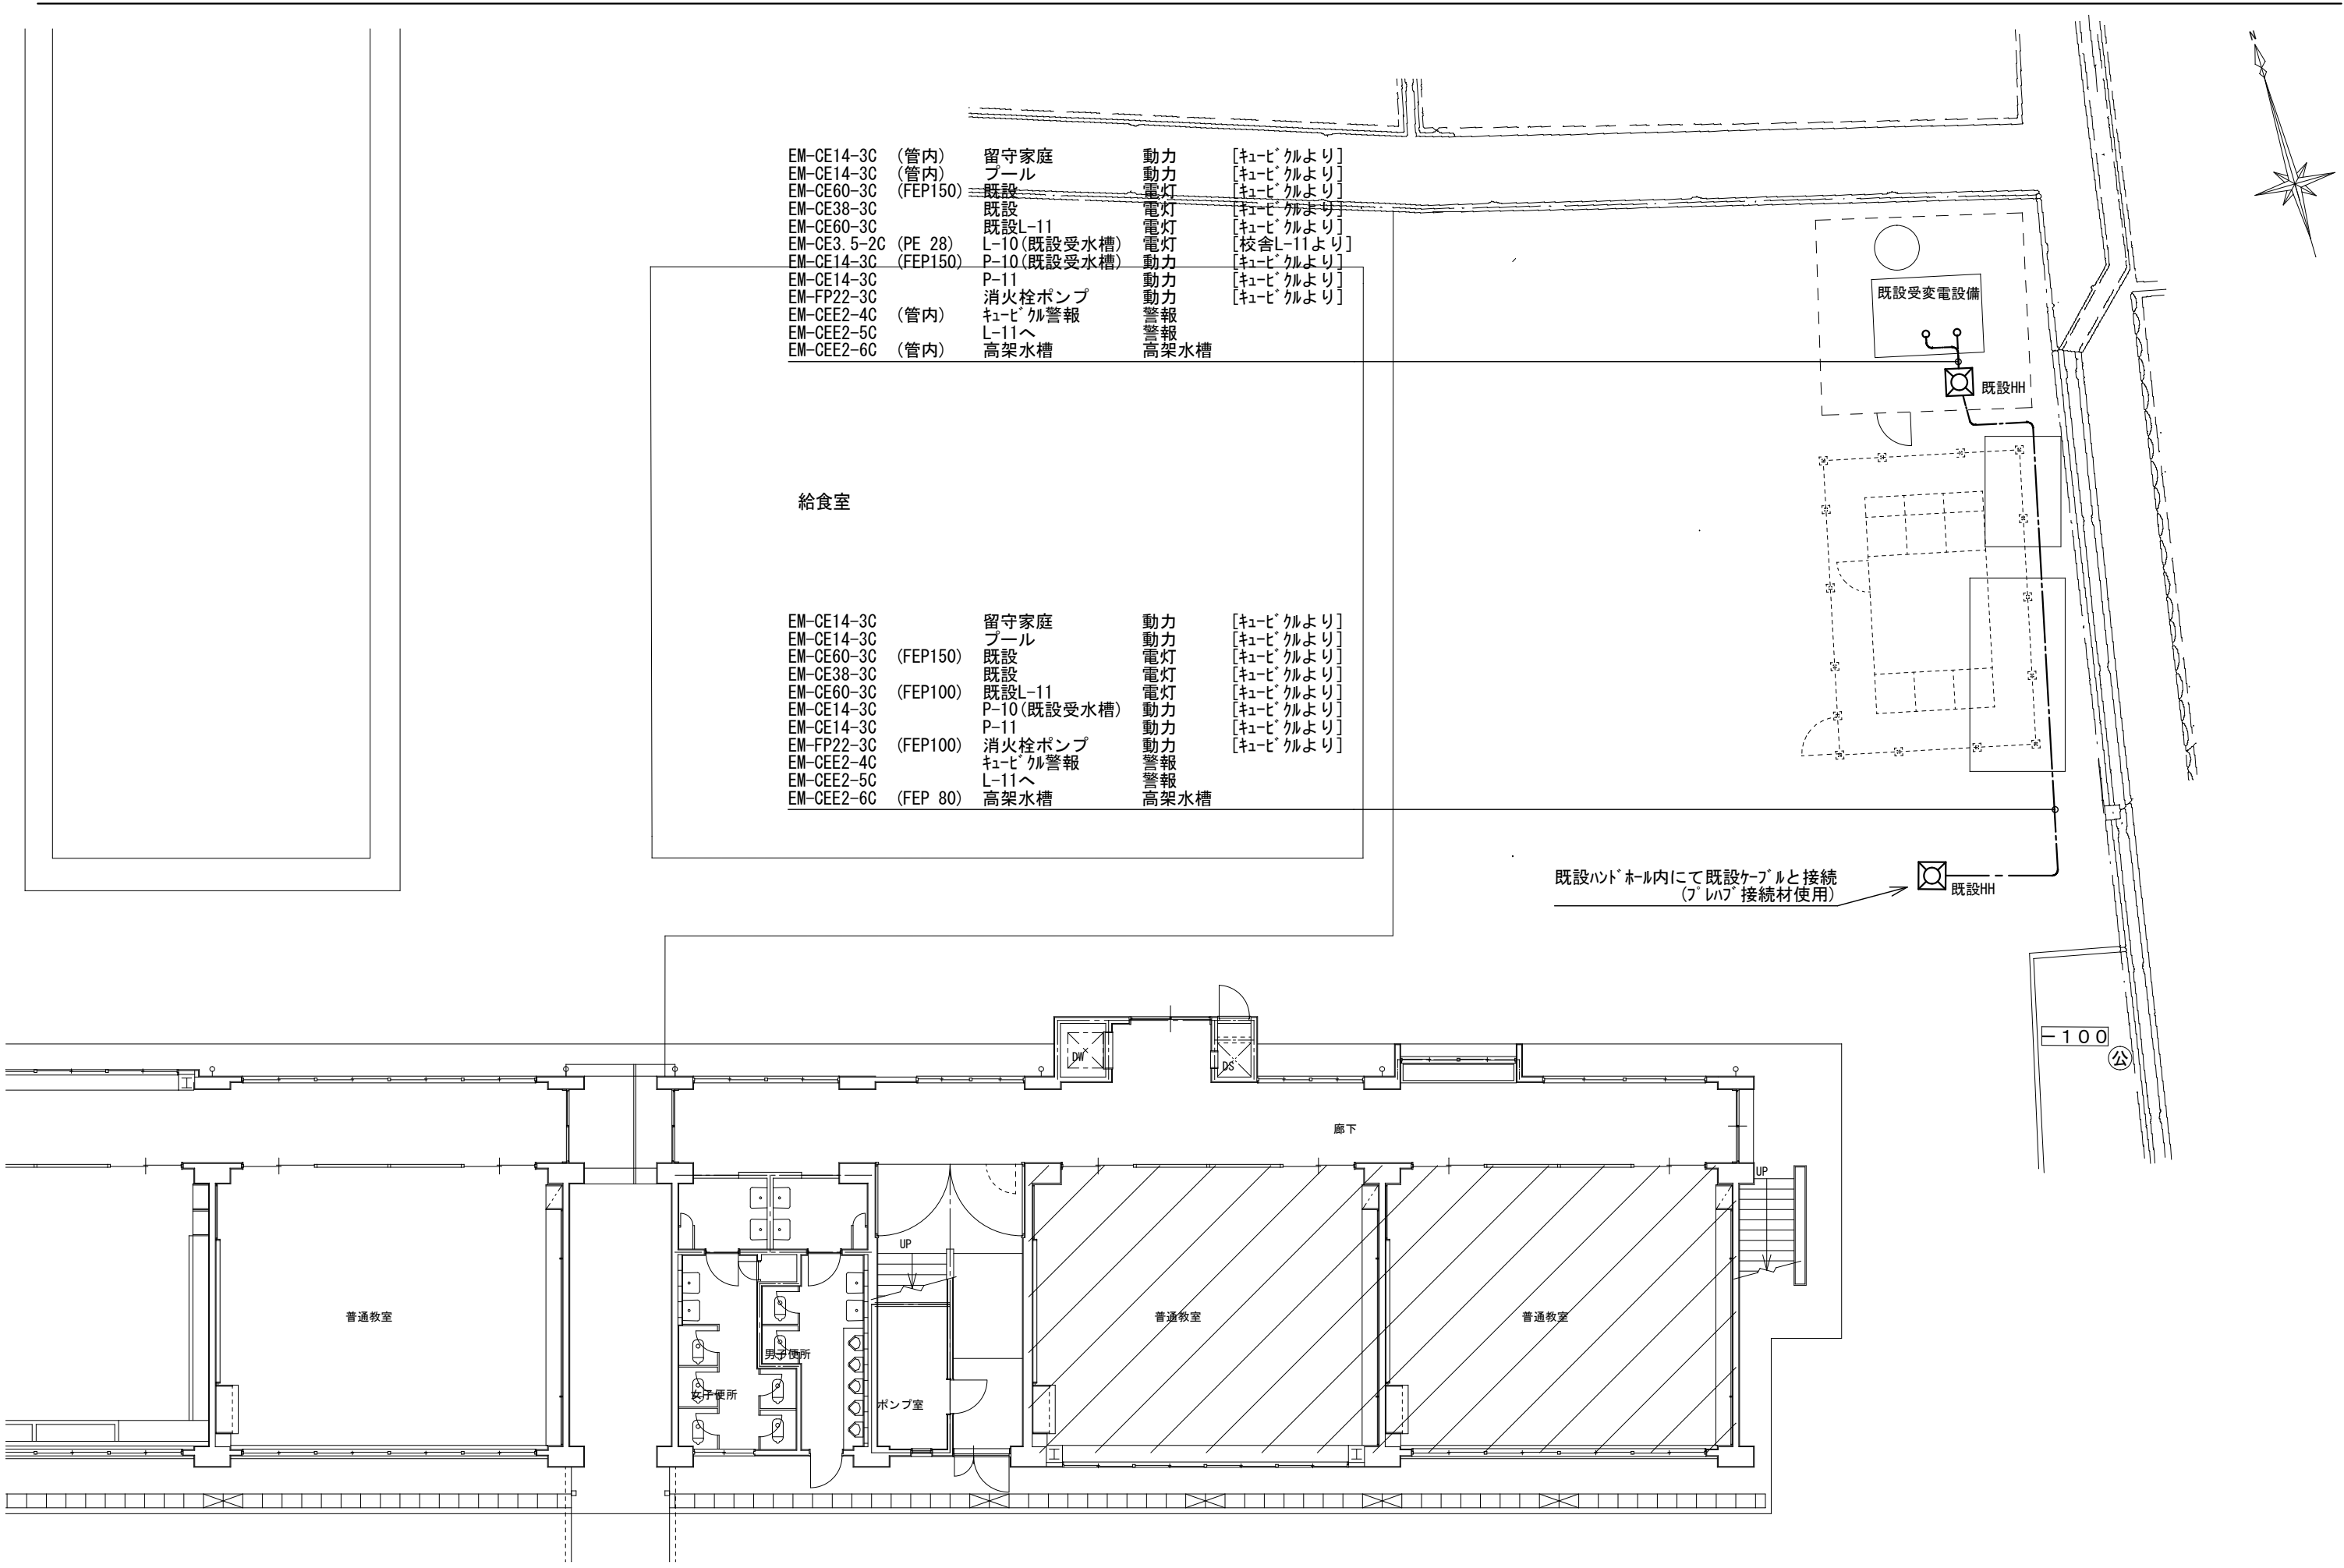 N
EM-CE14-3C (管内) 留守家庭 動力 [ｷｭｰﾋﾞｸﾙより]
EM-CE14-3C (管内) プール 動力 [ｷｭｰﾋﾞｸﾙより]
EM-CE60-3C (FEP150) 既設 電灯 [ｷｭｰﾋﾞｸﾙより]
EM-CE38-3C 既設 電灯 [ｷｭｰﾋﾞｸﾙより]
EM-CE60-3C 既設L-11 電灯 [ｷｭｰﾋﾞｸﾙより]
EM-CE3.5-2C (PE 28) L-10(既設受水槽) 電灯 [校舎L-11より]
EM-CE14-3C (FEP150) P-10(既設受水槽) 動力 [ｷｭｰﾋﾞｸﾙより]
EM-CE14-3C P-11 動力 [ｷｭｰﾋﾞｸﾙより]
EM-FP22-3C 消火栓ポンプ 動力 [ｷｭｰﾋﾞｸﾙより]
EM-CEE2-4C (管内) ｷｭｰﾋﾞｸﾙ警報 警報
EM-CEE2-5C L-11へ 警報
EM-CEE2-6C (管内) 高架水槽 高架水槽
既設受変電設備
既設HH
給食室
EM-CE14-3C 留守家庭 動力 [ｷｭｰﾋﾞｸﾙより]
EM-CE14-3C プール 動力 [ｷｭｰﾋﾞｸﾙより]
EM-CE60-3C (FEP150) 既設 電灯 [ｷｭｰﾋﾞｸﾙより]
EM-CE38-3C 既設 電灯 [ｷｭｰﾋﾞｸﾙより]
EM-CE60-3C (FEP100) 既設L-11 電灯 [ｷｭｰﾋﾞｸﾙより]
EM-CE14-3C P-10(既設受水槽) 動力 [ｷｭｰﾋﾞｸﾙより]
EM-CE14-3C P-11 動力 [ｷｭｰﾋﾞｸﾙより]
EM-FP22-3C (FEP100) 消火栓ポンプ 動力 [ｷｭｰﾋﾞｸﾙより]
EM-CEE2-4C ｷｭｰﾋﾞｸﾙ警報 警報
EM-CEE2-5C L-11へ 警報
EM-CEE2-6C (FEP 80) 高架水槽 高架水槽
既設ﾊﾝﾄﾞﾎｰﾙ内にて既設ｹｰﾌﾞﾙと接続
(ﾌﾟﾚﾊﾌﾞ接続材使用)
既設HH
－１００
公
DW
DS
廊下
UP
UP
普通教室
普通教室
普通教室
男子便所
女子便所
ポンプ室